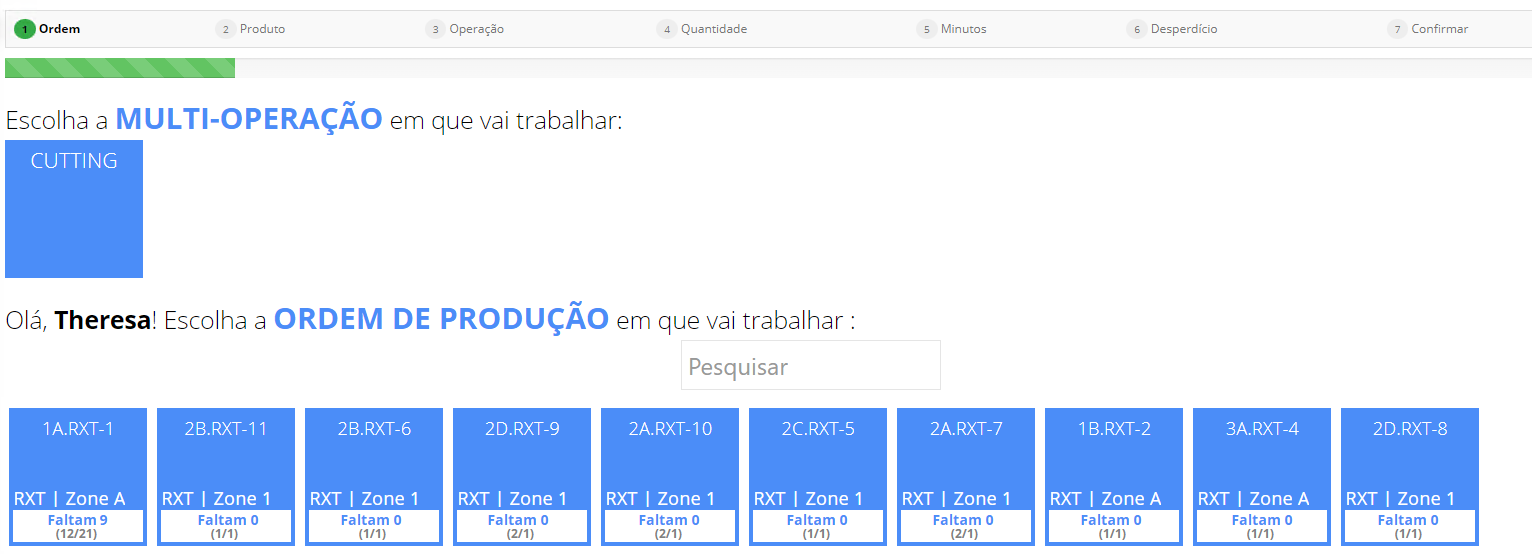 1 Ordem 2 Produto 3 Operação 4 Quantidade 5 Minutos 6 Desperdício 7 Confirmar
Escolha a MULTI-OPERAÇÃO em que vai trabalhar:
CUTTING
Olá, Theresa! Escolha a ORDEM DE PRODUÇÃO em que vai trabalhar :
Pesquisar
1A.RXT-1 2B.RXT-11 2B.RXT-6 2D.RXT-9 2A.RXT-10 2C.RXT-5 2A.RXT-7 1B.RXT-2 3A.RXT-4 2D.RXT-8
RXT | Zone A RXT | Zone 1 RXT | Zone 1 RXT | Zone 1 RXT | Zone 1 RXT | Zone 1 RXT | Zone 1 RXT | Zone A RXT | Zone A RXT | Zone 1
Faltam 9 Faltam 0 Faltam 0 Faltam 0 Faltam 0 Faltam 0 Faltam 0 Faltam 0 Faltam 0 Faltam 0
(12/21) (1/1) (1/1) (2/1) (2/1) (1/1) (2/1) (1/1) (1/1) (1/1)